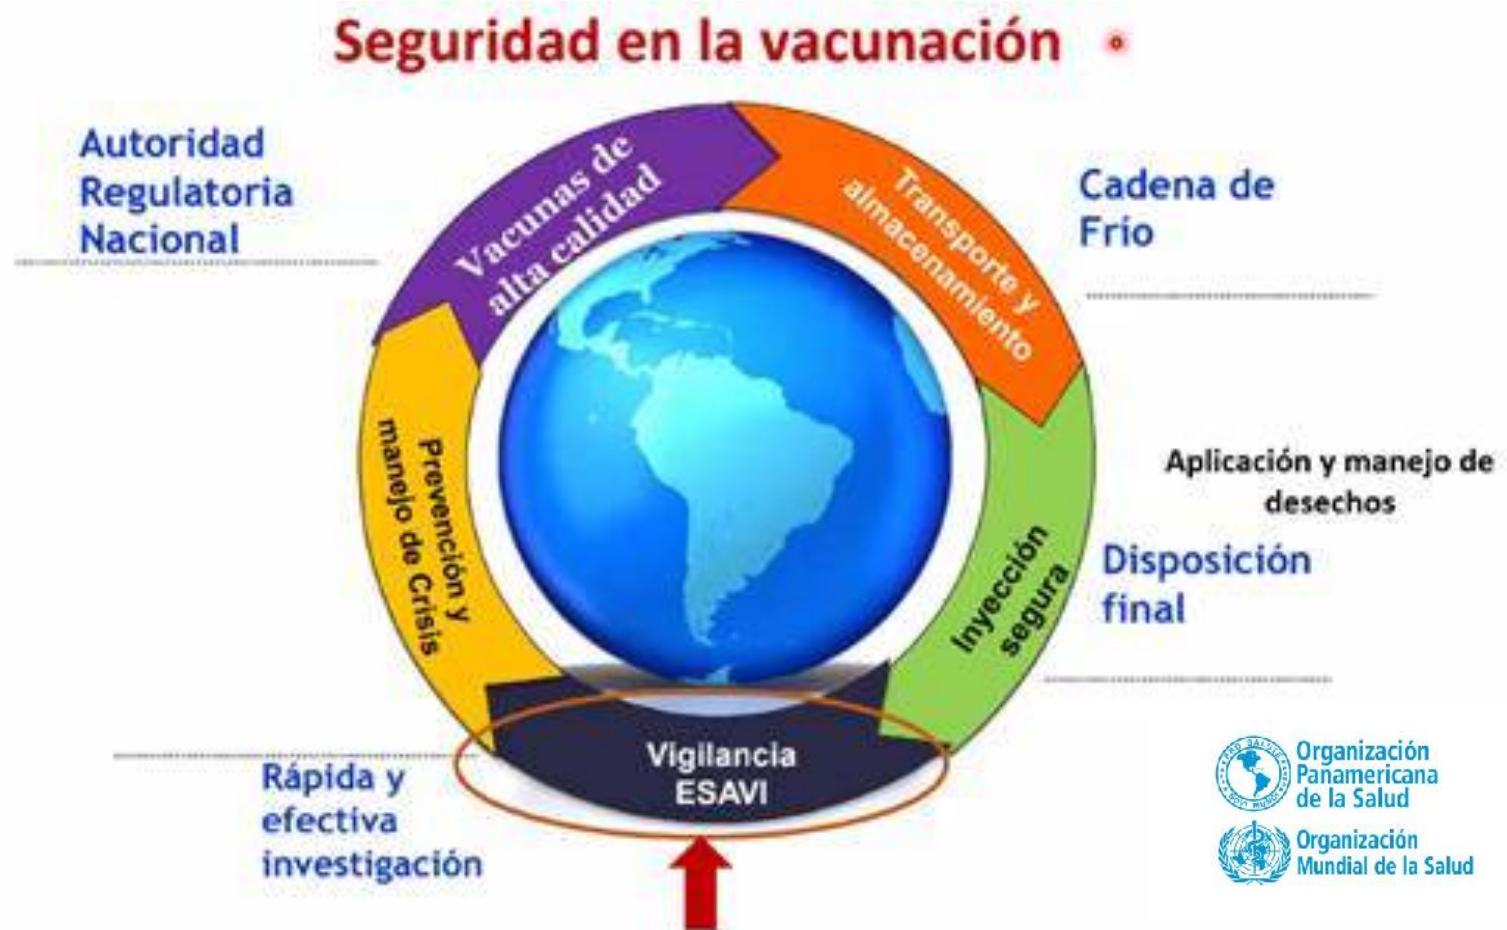 Seguridad en la vacunación
Autoridad
Regulatoria
Nacional
Vacunas de
alta calidad
Transporte y
almacenamiento
Cadena de
Frío
Aplicación y manejo de
desechos
Inyección
segura
Disposición
final
Vigilancia
ESAVI
Rápida y
efectiva
investigación
Prevención y
manejo de Crisis
Organización
Panamericana
de la Salud
Organización
Mundial de la Salud